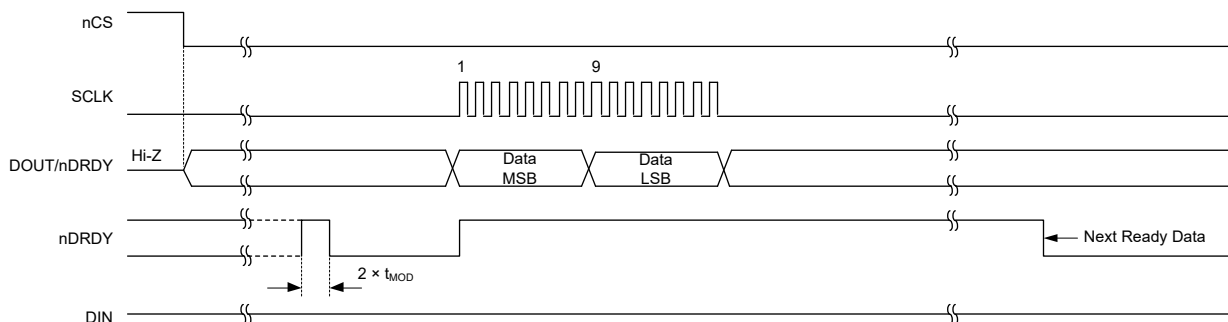 nCS
1 9
SCLK
Hi-Z
DOUT/nDRDY
Data
MSB
Data
LSB
nDRDY
Next Ready Data
2 × tMOD
DIN